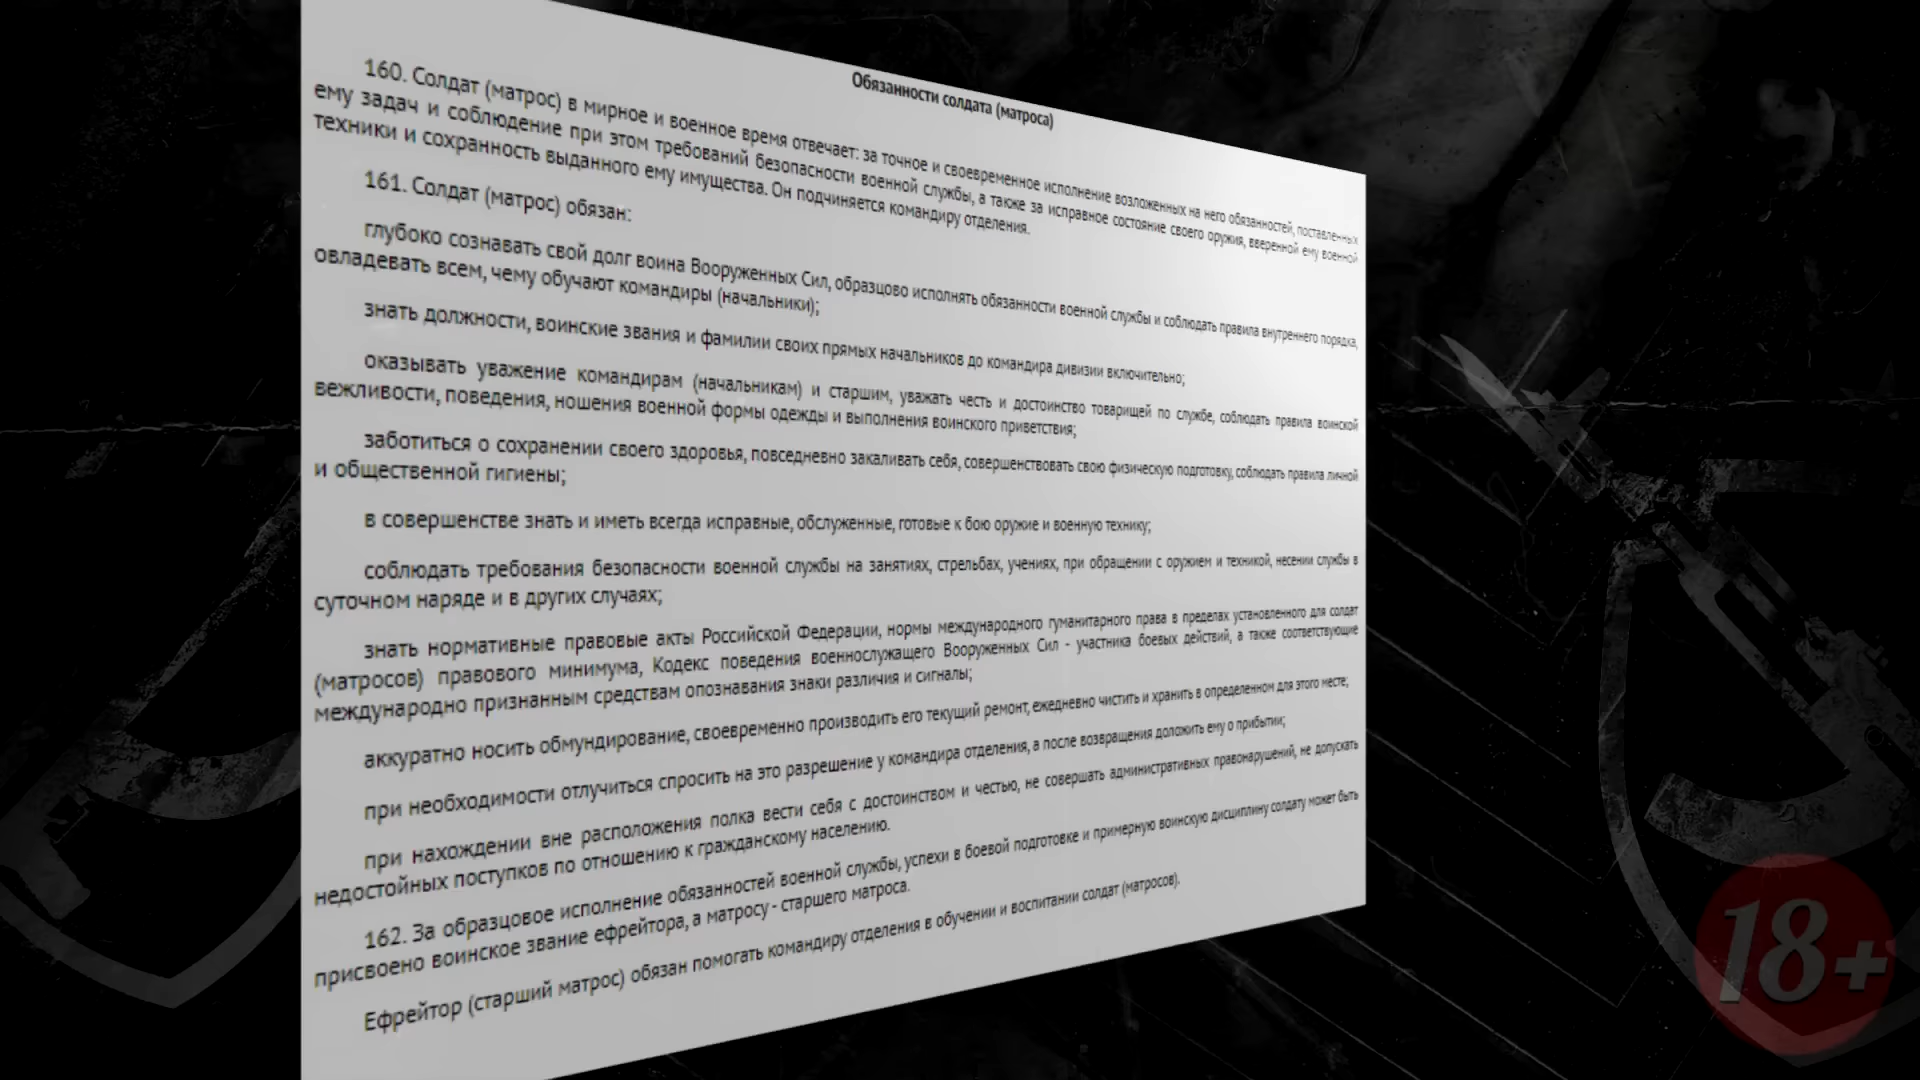 Обязанности солдата (матроса)
160. Солдат (матрос) в мирное и военное время отвечает: за точное и своевременное исполнение возложенных на него обязанностей, поставленных
ему задач и соблюдение при этом требований безопасности военной службы, а также за исправное состояние своего оружия, вверенной ему военной
техники и сохранность выданного ему имущества. Он подчиняется командиру отделения.
161. Солдат (матрос) обязан:
глубоко сознавать свой долг воина Вооруженных Сил, образцово исполнять обязанности военной службы и соблюдать правила внутреннего порядка,
овладевать всем, чему обучают командиры (начальники);
знать должности, воинские звания и фамилии своих прямых начальников до командира дивизии включительно;
оказывать уважение командирам (начальникам) и старшим, уважать честь и достоинство товарищей по службе, соблюдать правила воинской
вежливости, поведения, ношения военной формы одежды и выполнения воинского приветствия;
заботиться о сохранении своего здоровья, повседневно закаливать себя, совершенствовать свою физическую подготовку, соблюдать правила личной
и общественной гигиены;
в совершенстве знать и иметь всегда исправные, обслуженные, готовые к бою оружие и военную технику;
соблюдать требования безопасности военной службы на занятиях, стрельбах, учениях, при обращении с оружием и техникой, несении службы в
суточном наряде и в других случаях;
знать нормативные правовые акты Российской Федерации, нормы международного гуманитарного права в пределах установленного для солдат
(матросов) правового минимума, Кодекс поведения военнослужащего Вооруженных Сил - участника боевых действий, а также соответствующие
международно признанным средствам опознавания знаки различия и сигналы;
аккуратно носить обмундирование, своевременно производить его текущий ремонт, ежедневно чистить и хранить в определенном для этого месте;
при необходимости отлучиться спросить на это разрешение у командира отделения, а после возвращения доложить ему о прибытии;
при нахождении вне расположения полка вести себя с достоинством и честью, не совершать административных правонарушений, не допускать
недостойных поступков по отношению к гражданскому населению.
162. За образцовое исполнение обязанностей военной службы, успехи в боевой подготовке и примерную воинскую дисциплину солдату может быть
присвоено воинское звание ефрейтора, а матросу - старшего матроса.
Ефрейтор (старший матрос) обязан помогать командиру отделения в обучении и воспитании солдат (матросов).
18+